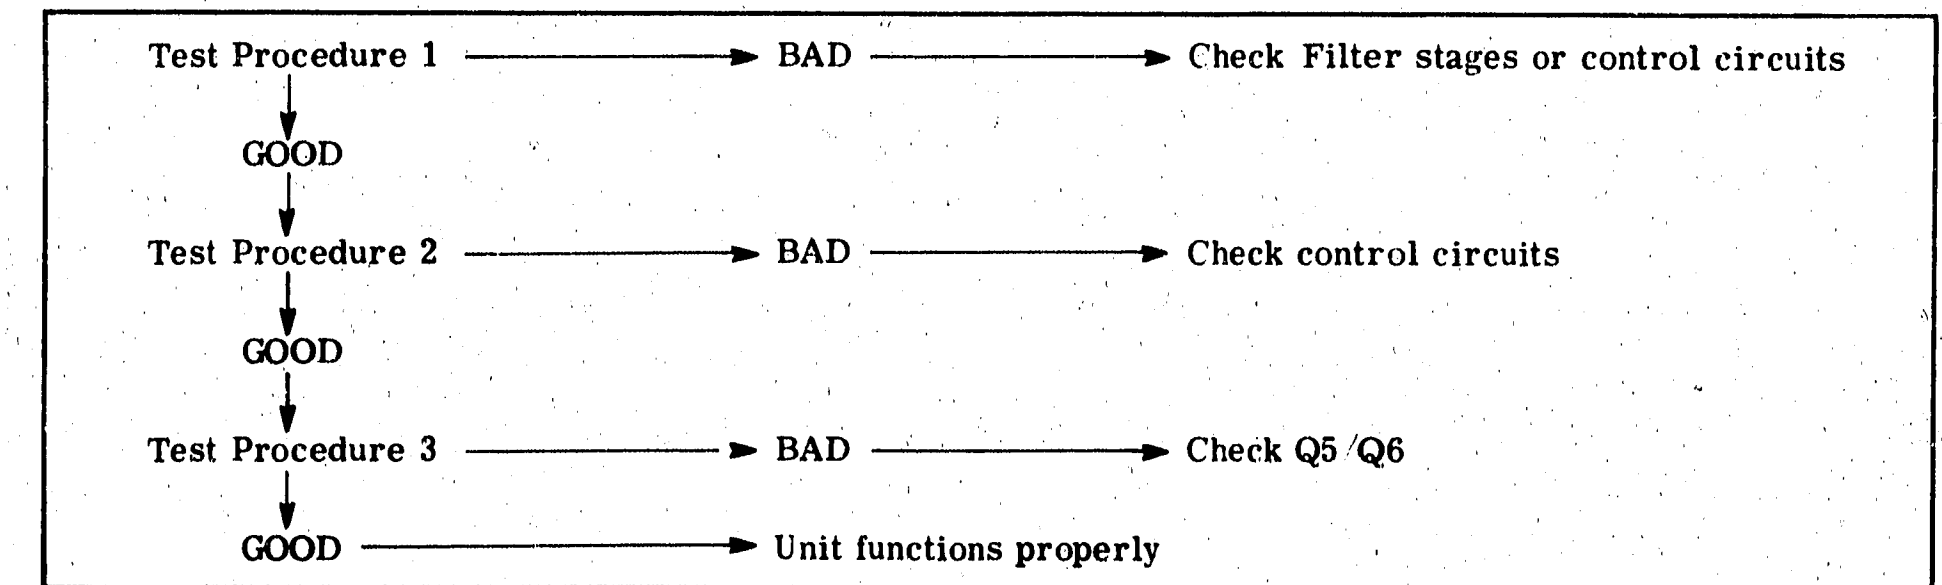 Test Procedure 1 BAD Check Filter stages or control circuits
GOOD
Test Procedure 2 BAD Check control circuits
GOOD
Test Procedure 3 BAD Check Q5/Q6
GOOD Unit functions properly